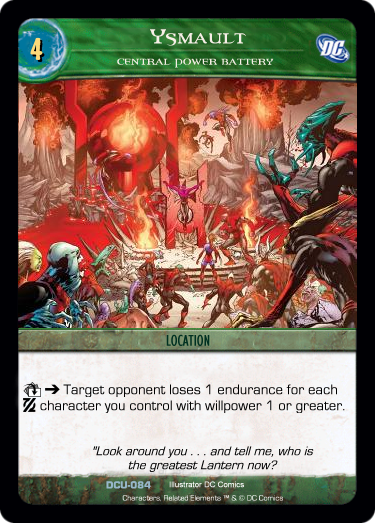 Ysmault
4
DC
CENTRAL POWER BATTERY
LOCATION
➔ Target opponent loses 1 endurance for each
character you control with willpower 1 or greater.
"Look around you . . . and tell me, who is
the greatest Lantern now?
DCU-084 Illustrator DC Comics
Characters, Related Elements ™ & © DC Comics